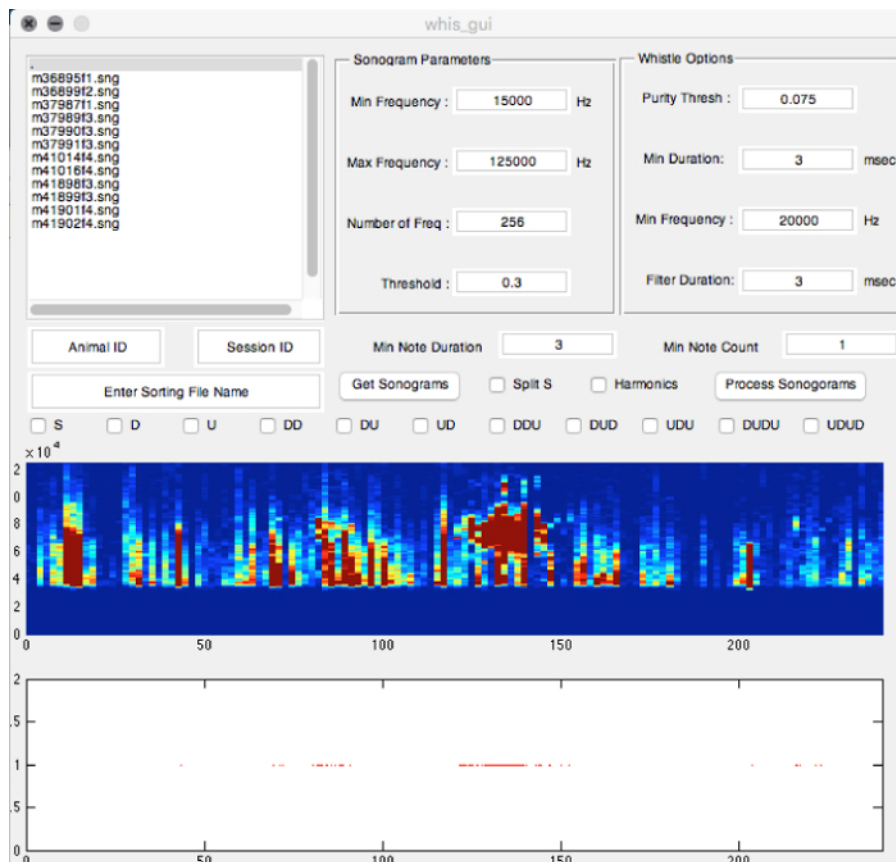 whis_gui
.
m36895f1.sng
m36899f2.sng
m37987f1.sng
m37989f3.sng
m37990f3.sng
m37991f3.sng
m41014f4.sng
m41016f4.sng
m41898f3.sng
m41899f3.sng
m41901f4.sng
m41902f4.sng
Sonogram Parameters
Min Frequency : 15000 Hz
Max Frequency : 125000 Hz
Number of Freq : 256
Threshold : 0.3
Whistle Options
Purity Thresh : 0.075
Min Duration: 3 msec
Min Frequency : 20000 Hz
Filter Duration: 3 msec
Animal ID Session ID Min Note Duration 3 Min Note Count 1
Enter Sorting File Name Get Sonograms Split S Harmonics Process Sonogorams
S D U DD DU UD DDU DUD UDU DUDU UDUD
x 10^4
2
0
8
6
4
2
0
0 50 100 150 200
2
.5
1
.5
0
0 50 100 150 200